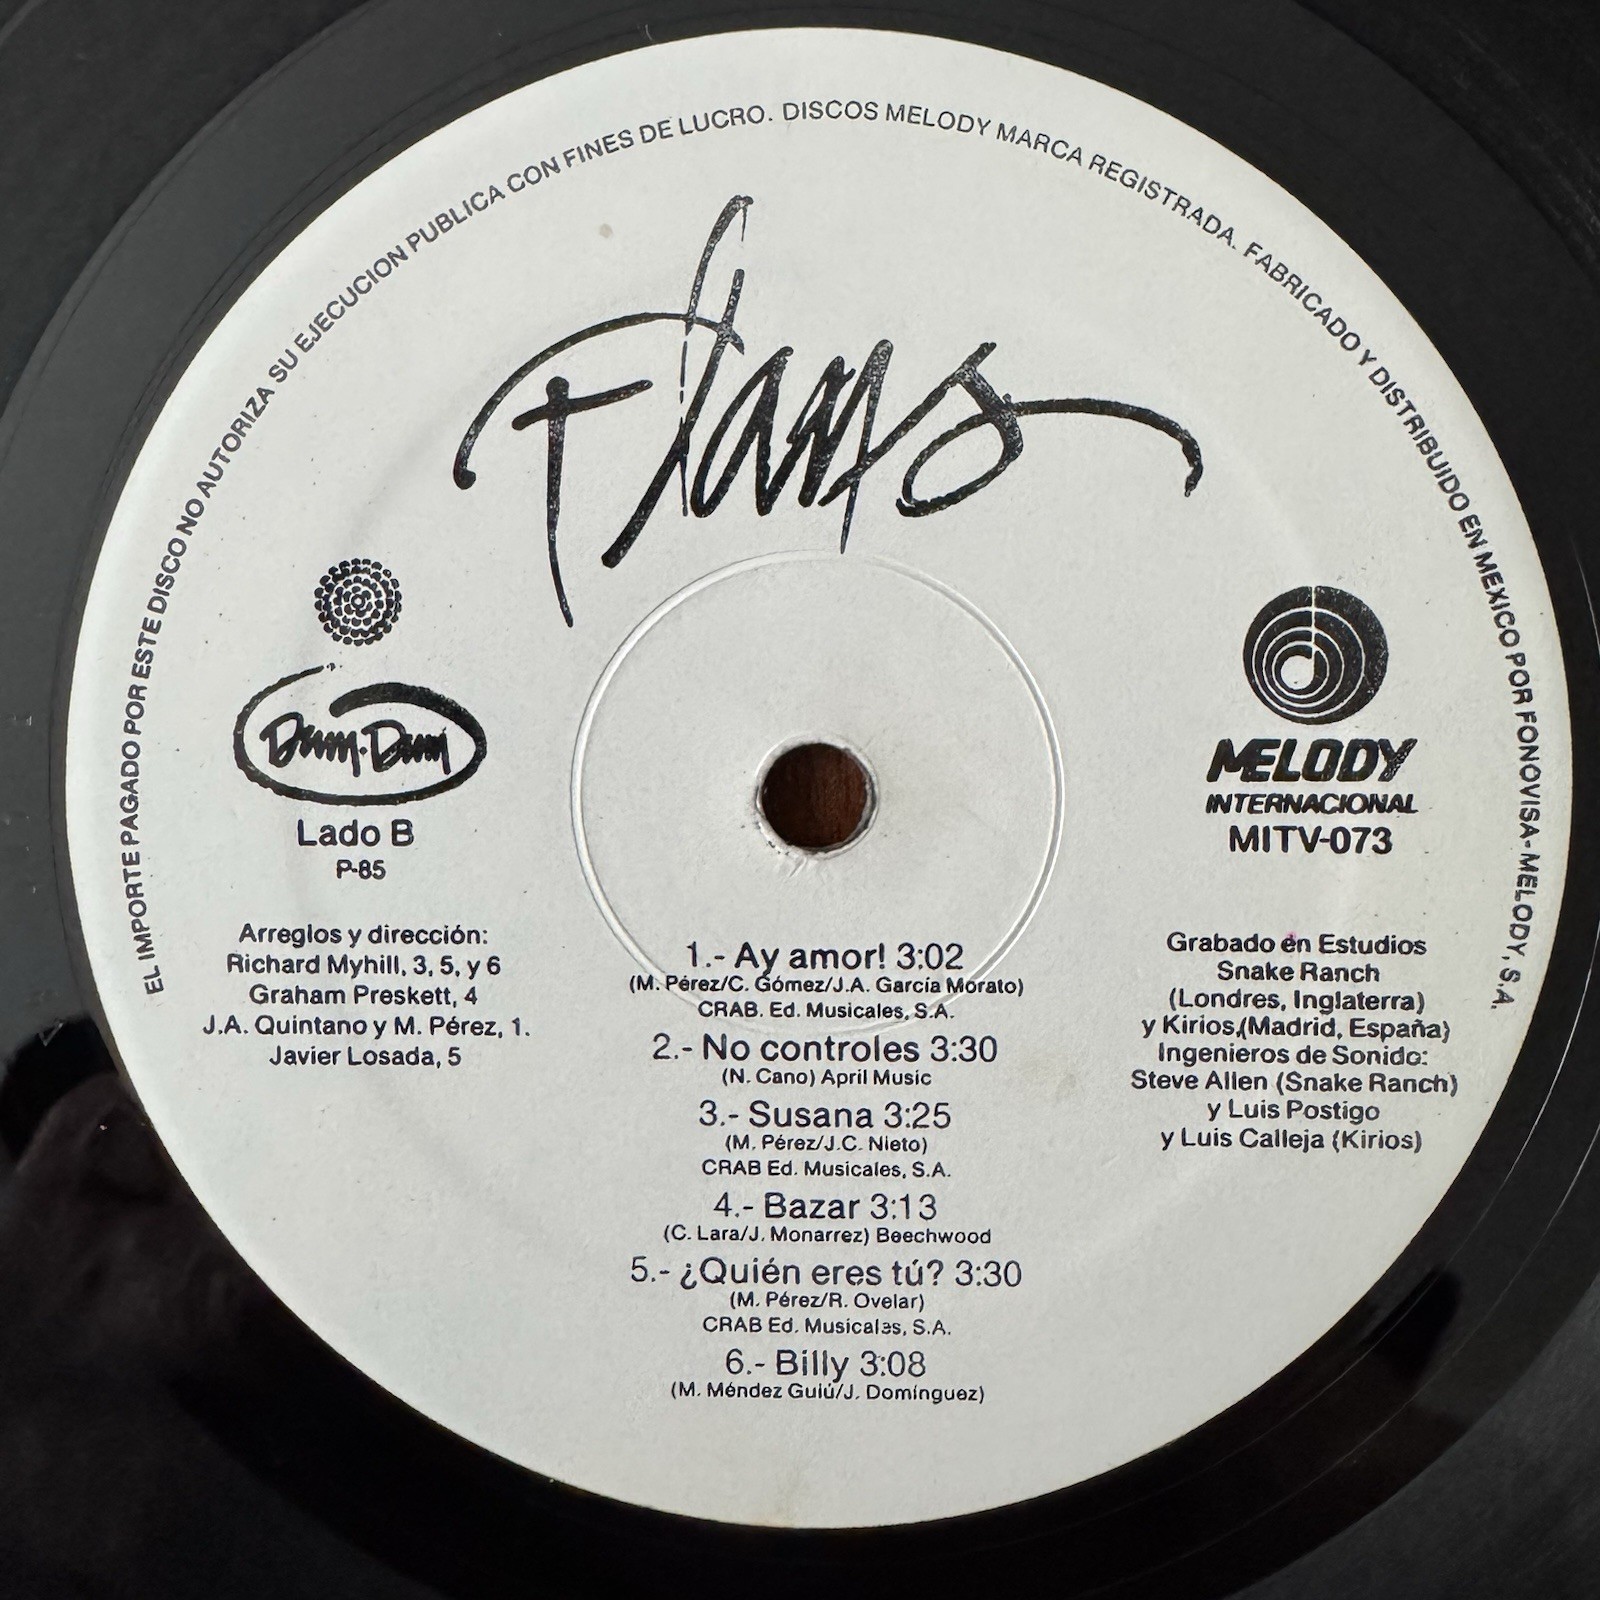 EL IMPORTE PAGADO POR ESTE DISCO NO AUTORIZA SU EJECUCION PUBLICA CON FINES DE LUCRO. DISCOS MELODY MARCA REGISTRADA. FABRICADO Y DISTRIBUIDO EN MEXICO POR FONOVISA-MELODY, S.A.
Flans
Dum-Dum
Lado B
P-85
MELODY
INTERNACIONAL
MITV-073
Arreglos y dirección:
Richard Myhill, 3, 5, y 6
Graham Preskett, 4
J.A. Quintano y M. Pérez, 1.
Javier Losada, 5
1.- Ay amor! 3:02
(M. Pérez/C. Gómez/J.A. García Morato)
CRAB. Ed. Musicales, S.A.
2.- No controles 3:30
(N. Cano) April Music
3.- Susana 3:25
(M. Pérez/J.C. Nieto)
CRAB Ed. Musicales, S.A.
4.- Bazar 3:13
(C. Lara/J. Monarrez) Beechwood
5.- ¿Quién eres tú? 3:30
(M. Pérez/R. Ovelar)
CRAB Ed. Musicales, S.A.
6.- Billy 3:08
(M. Méndez Guiú/J. Domínguez)
Grabado en Estudios
Snake Ranch
(Londres, Inglaterra)
y Kirios,(Madrid, España)
Ingenieros de Sonido:
Steve Allen (Snake Ranch)
y Luis Postigo
y Luis Calleja (Kirios)